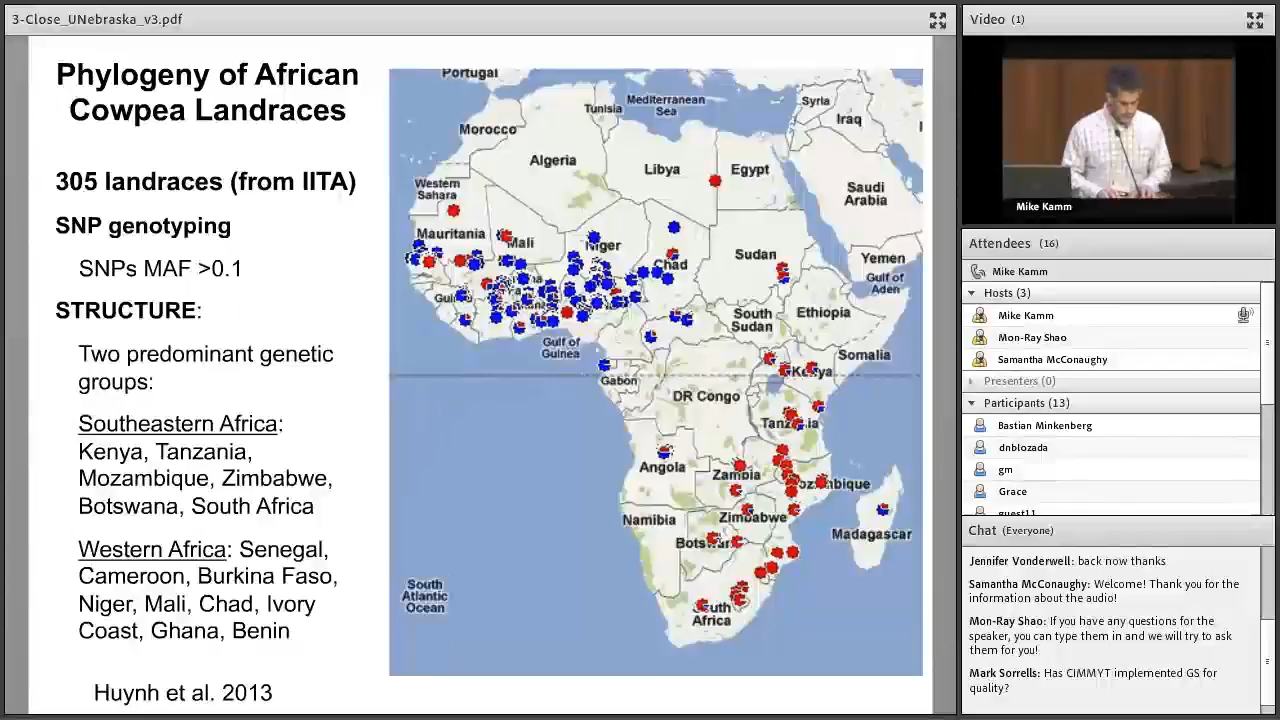 3-Close_UNebraska_v3.pdf
Phylogeny of African
Cowpea Landraces
305 landraces (from IITA)
SNP genotyping
SNPs MAF >0.1
STRUCTURE:
Two predominant genetic
groups:
Southeastern Africa:
Kenya, Tanzania,
Mozambique, Zimbabwe,
Botswana, South Africa
Western Africa: Senegal,
Cameroon, Burkina Faso,
Niger, Mali, Chad, Ivory
Coast, Ghana, Benin
Huynh et al. 2013
Portugal
Tunisia
Mediterranean
Sea
Syria
Iraq
Morocco
Algeria
Libya
Egypt
Western
Sahara
Saudi
Arabia
Mauritania
Mali
Niger
Chad
Sudan
Yemen
Gulf of
Aden
South
Sudan
Ethiopia
Gulf of
Guinea
Somalia
Gabon
Kenya
DR Congo
Angola
Zambia
Namibia
Zimbabwe
Madagascar
South
Atlantic
Ocean
South
Africa
Video (1)
Mike Kamm
Attendees (16)
Mike Kamm
Hosts (3)
Mike Kamm
Mon-Ray Shao
Samantha McConaughy
Presenters (0)
Participants (13)
Bastian Minkenberg
dnblozada
gm
Grace
guest11
Chat (Everyone)
Jennifer Vonderwell: back now thanks
Samantha McConaughy: Welcome! Thank you for the
information about the audio!
Mon-Ray Shao: If you have any questions for the
speaker, you can type them in and we will try to ask
them for you!
Mark Sorrells: Has CIMMYT implemented GS for
quality?